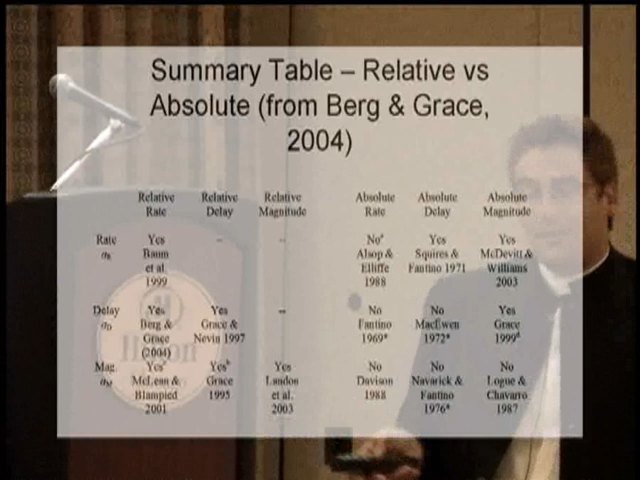 Summary Table – Relative vs
Absolute (from Berg & Grace,
2004)
Relative Relative Relative Absolute Absolute Absolute
Rate Delay Magnitude Rate Delay Magnitude
Rate Yes -- -- Noª Yes Yes
Baum Alsop & Squires & McDevitt &
et al. Elliffe Fantino 1971 Williams
1999 1988 2003
Delay Yes Yes -- No No Yes
Berg & Grace & Fantino MacEwen Grace
Grace Nevin 1997 1969* 1972*
(2004)
Mag. Yes Yesᵇ Yes No No No
McLean & Grace Landon Davison Navarick & Logue &
Blampied 1995 et al. 1988 Fantino Chavarro
2001 2003 1976* 1987